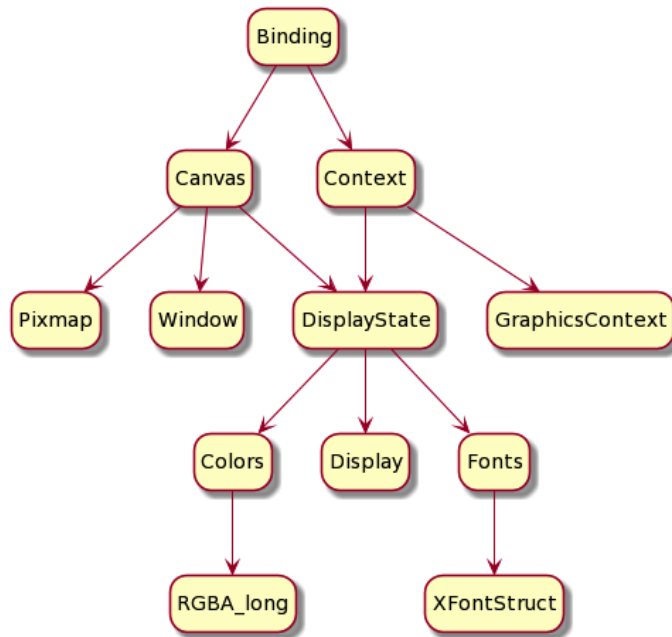 Binding
Canvas
Context
Pixmap
Window
DisplayState
GraphicsContext
Colors
Display
Fonts
RGBA_long
XFontStruct